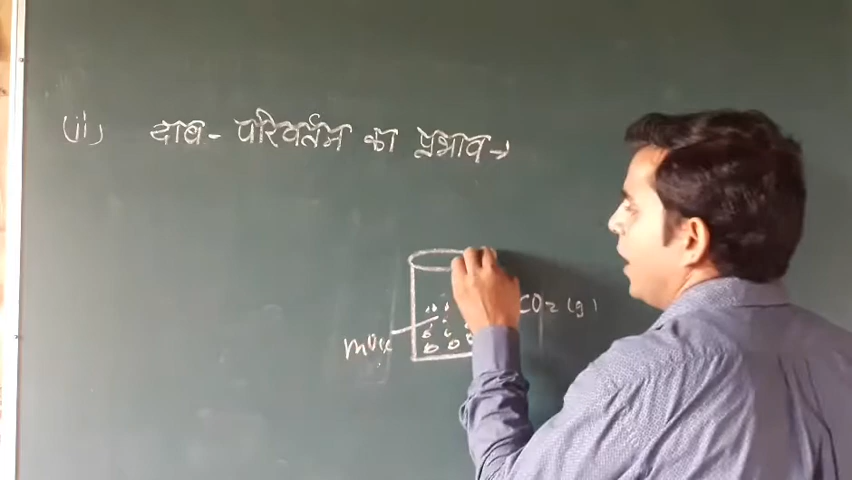 (ii) दाब- परिवर्तन का प्रभाव→
CO2 (g)
mole